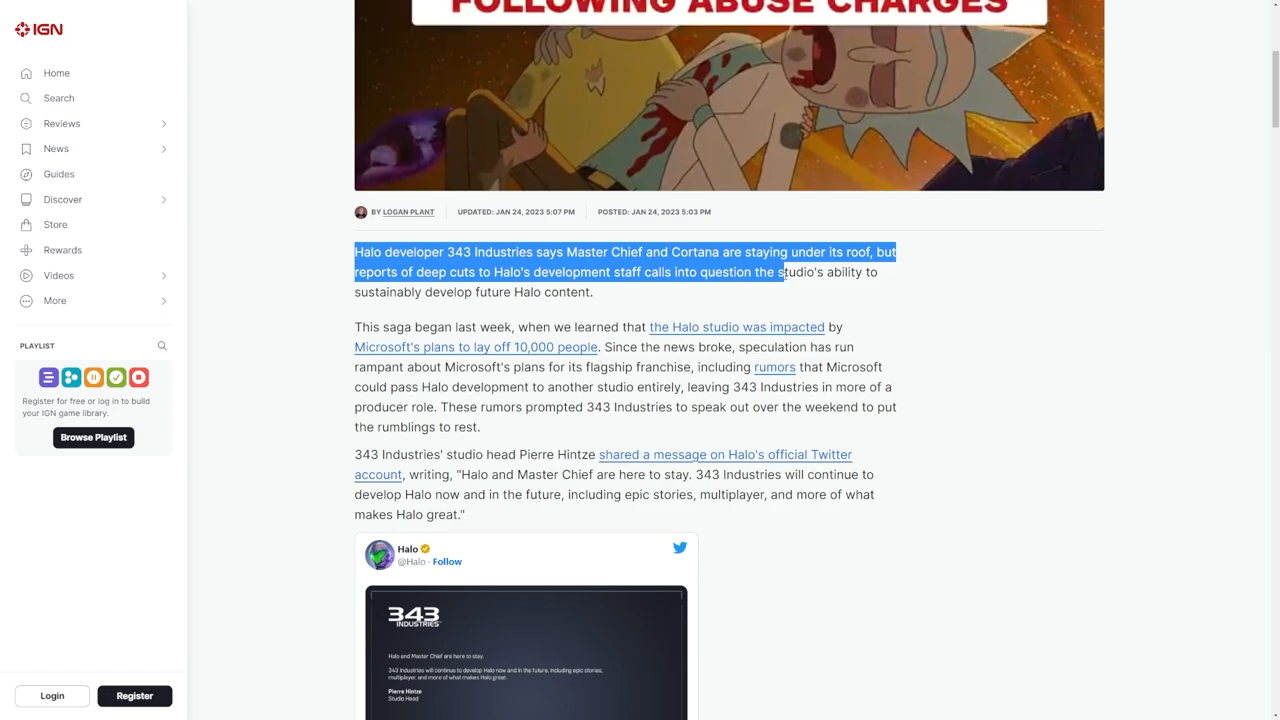 FOLLOWING ABUSE CHARGES
IGN
Home
Search
Reviews
News
Guides
Discover
Store
Rewards
Videos
More
PLAYLIST
Register for free or log in to build
your IGN game library.
Browse Playlist
Login
Register
BY LOGAN PLANT
UPDATED: JAN 24, 2023 5:07 PM
POSTED: JAN 24, 2023 5:03 PM
Halo developer 343 Industries says Master Chief and Cortana are staying under its roof, but
reports of deep cuts to Halo's development staff calls into question the studio's ability to
sustainably develop future Halo content.
This saga began last week, when we learned that the Halo studio was impacted by
Microsoft's plans to lay off 10,000 people. Since the news broke, speculation has run
rampant about Microsoft's plans for its flagship franchise, including rumors that Microsoft
could pass Halo development to another studio entirely, leaving 343 Industries in more of a
producer role. These rumors prompted 343 Industries to speak out over the weekend to put
the rumblings to rest.
343 Industries' studio head Pierre Hintze shared a message on Halo's official Twitter
account, writing, "Halo and Master Chief are here to stay. 343 Industries will continue to
develop Halo now and in the future, including epic stories, multiplayer, and more of what
makes Halo great."
Halo
@Halo · Follow
343
INDUSTRIES
Halo and Master Chief are here to stay.
343 Industries will continue to develop Halo now and in the future, including epic stories,
multiplayer, and more of what makes Halo great.
Pierre Hintze
Studio Head